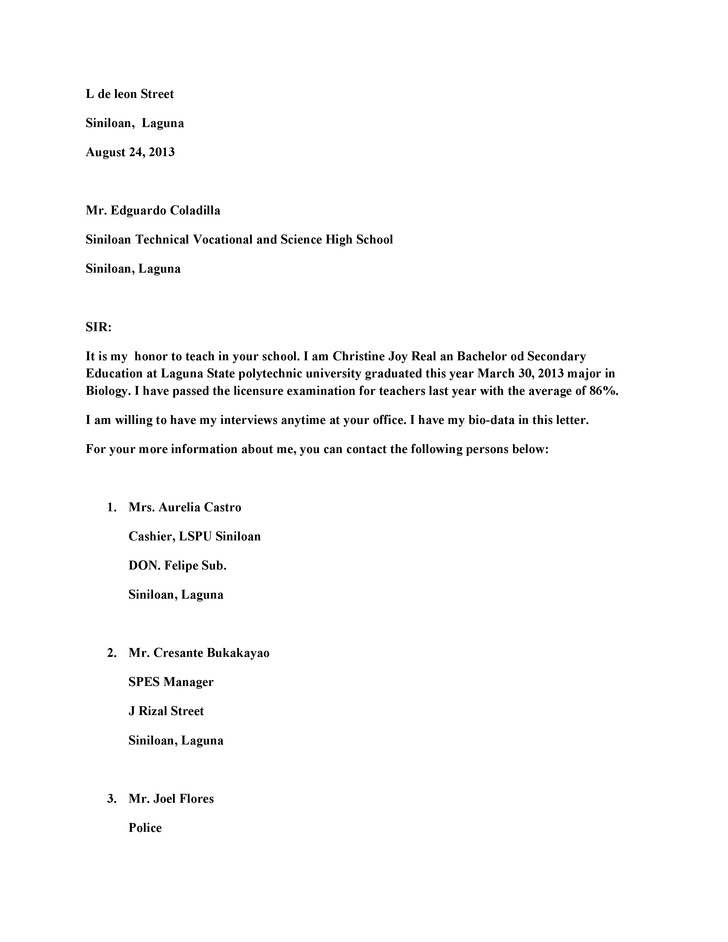 L de leon Street
Siniloan,  Laguna
August 24, 2013
Mr. Edguardo Coladilla
Siniloan Technical Vocational and Science High School
Siniloan, Laguna
SIR:
It is my  honor to teach in your school. I am Christine Joy Real an Bachelor od Secondary
Education at Laguna State polytechnic university graduated this year March 30, 2013 major in
Biology. I have passed the licensure examination for teachers last year with the average of 86%.
I am willing to have my interviews anytime at your office. I have my bio-data in this letter.
For your more information about me, you can contact the following persons below:
1. Mrs. Aurelia Castro
Cashier, LSPU Siniloan
DON. Felipe Sub.
Siniloan, Laguna
2. Mr. Cresante Bukakayao
SPES Manager
J Rizal Street
Siniloan, Laguna
3. Mr. Joel Flores
Police